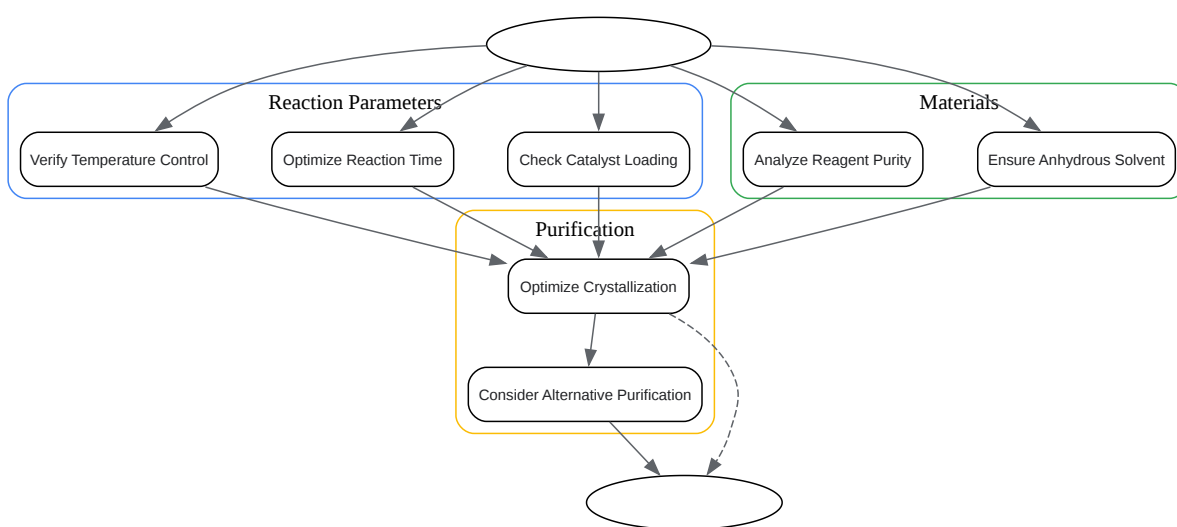 Reaction Parameters
Materials
Verify Temperature Control
Optimize Reaction Time
Check Catalyst Loading
Analyze Reagent Purity
Ensure Anhydrous Solvent
Purification
Optimize Crystallization
Consider Alternative Purification